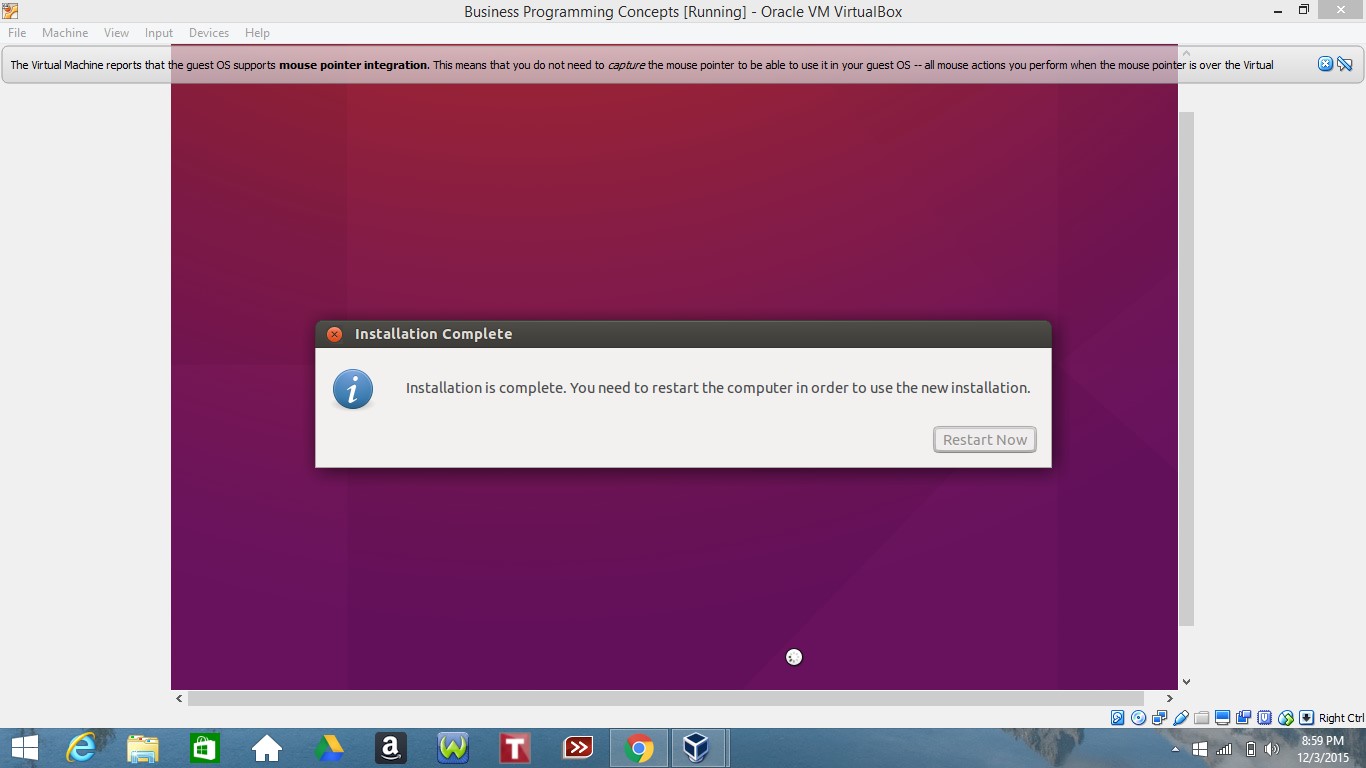 Business Programming Concepts [Running] - Oracle VM VirtualBox
File Machine View Input Devices Help
The Virtual Machine reports that the guest OS supports mouse pointer integration. This means that you do not need to capture the mouse pointer to be able to use it in your guest OS -- all mouse actions you perform when the mouse pointer is over the Virtual
Installation Complete
i
Installation is complete. You need to restart the computer in order to use the new installation.
Restart Now
Right Ctrl
8:59 PM
12/3/2015